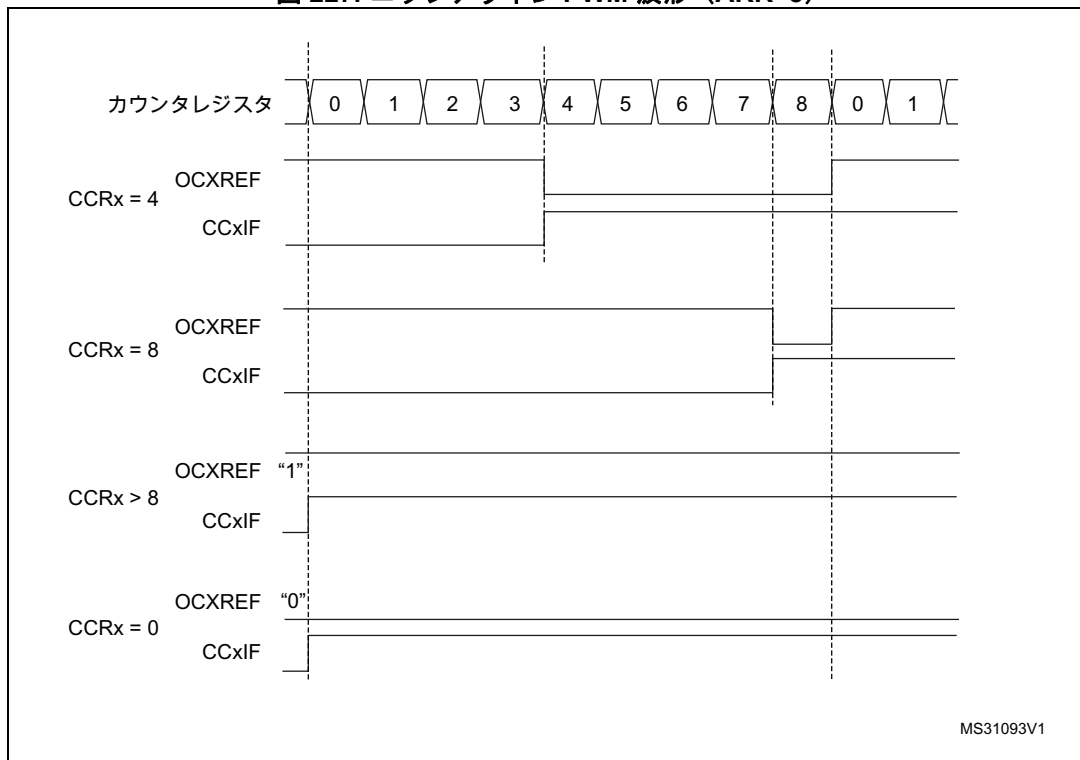 カウンタレジスタ 0 1 2 3 4 5 6 7 8 0 1
OCXREF
CCRx = 4
CCxIF
OCXREF
CCRx = 8
CCxIF
OCXREF “1”
CCRx > 8
CCxIF
OCXREF “0”
CCRx = 0
CCxIF
MS31093V1